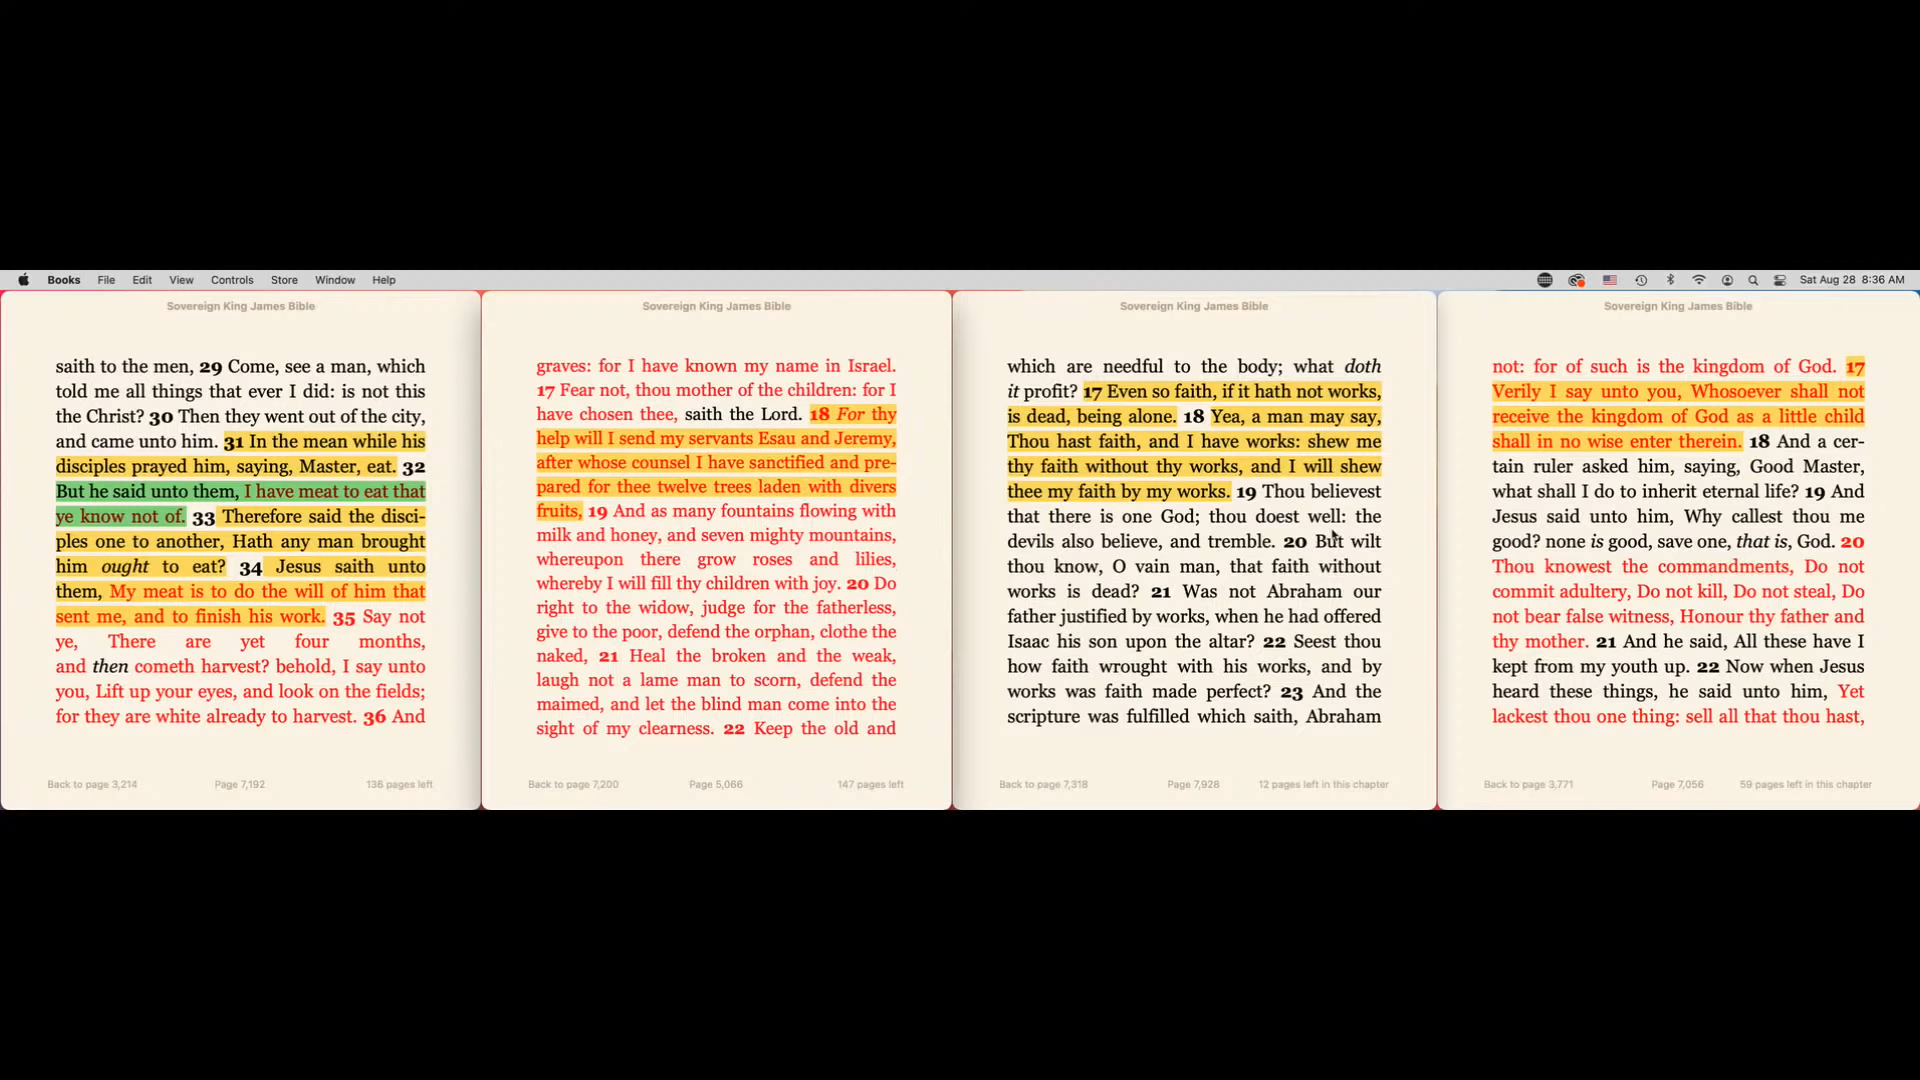 Books File Edit View Controls Store Window Help Sat Aug 28 8:36 AM
Sovereign King James Bible
saith to the men, 29 Come, see a man, which
told me all things that ever I did: is not this
the Christ? 30 Then they went out of the city,
and came unto him. 31 In the mean while his
disciples prayed him, saying, Master, eat. 32
But he said unto them, I have meat to eat that
ye know not of. 33 Therefore said the disci-
ples one to another, Hath any man brought
him ought to eat? 34 Jesus saith unto
them, My meat is to do the will of him that
sent me, and to finish his work. 35 Say not
ye, There are yet four months,
and then cometh harvest? behold, I say unto
you, Lift up your eyes, and look on the fields;
for they are white already to harvest. 36 And
Back to page 3,214 Page 7,192 136 pages left
Sovereign King James Bible
graves: for I have known my name in Israel.
17 Fear not, thou mother of the children: for I
have chosen thee, saith the Lord. 18 For thy
help will I send my servants Esau and Jeremy,
after whose counsel I have sanctified and pre-
pared for thee twelve trees laden with divers
fruits, 19 And as many fountains flowing with
milk and honey, and seven mighty mountains,
whereupon there grow roses and lilies,
whereby I will fill thy children with joy. 20 Do
right to the widow, judge for the fatherless,
give to the poor, defend the orphan, clothe the
naked, 21 Heal the broken and the weak,
laugh not a lame man to scorn, defend the
maimed, and let the blind man come into the
sight of my clearness. 22 Keep the old and
Back to page 7,200 Page 5,066 147 pages left
Sovereign King James Bible
which are needful to the body; what doth
it profit? 17 Even so faith, if it hath not works,
is dead, being alone. 18 Yea, a man may say,
Thou hast faith, and I have works: shew me
thy faith without thy works, and I will shew
thee my faith by my works. 19 Thou believest
that there is one God; thou doest well: the
devils also believe, and tremble. 20 But wilt
thou know, O vain man, that faith without
works is dead? 21 Was not Abraham our
father justified by works, when he had offered
Isaac his son upon the altar? 22 Seest thou
how faith wrought with his works, and by
works was faith made perfect? 23 And the
scripture was fulfilled which saith, Abraham
Back to page 7,318 Page 7,928 12 pages left in this chapter
Sovereign King James Bible
not: for of such is the kingdom of God. 17
Verily I say unto you, Whosoever shall not
receive the kingdom of God as a little child
shall in no wise enter therein. 18 And a cer-
tain ruler asked him, saying, Good Master,
what shall I do to inherit eternal life? 19 And
Jesus said unto him, Why callest thou me
good? none is good, save one, that is, God. 20
Thou knowest the commandments, Do not
commit adultery, Do not kill, Do not steal, Do
not bear false witness, Honour thy father and
thy mother. 21 And he said, All these have I
kept from my youth up. 22 Now when Jesus
heard these things, he said unto him, Yet
lackest thou one thing: sell all that thou hast,
Back to page 3,771 Page 7,056 59 pages left in this chapter